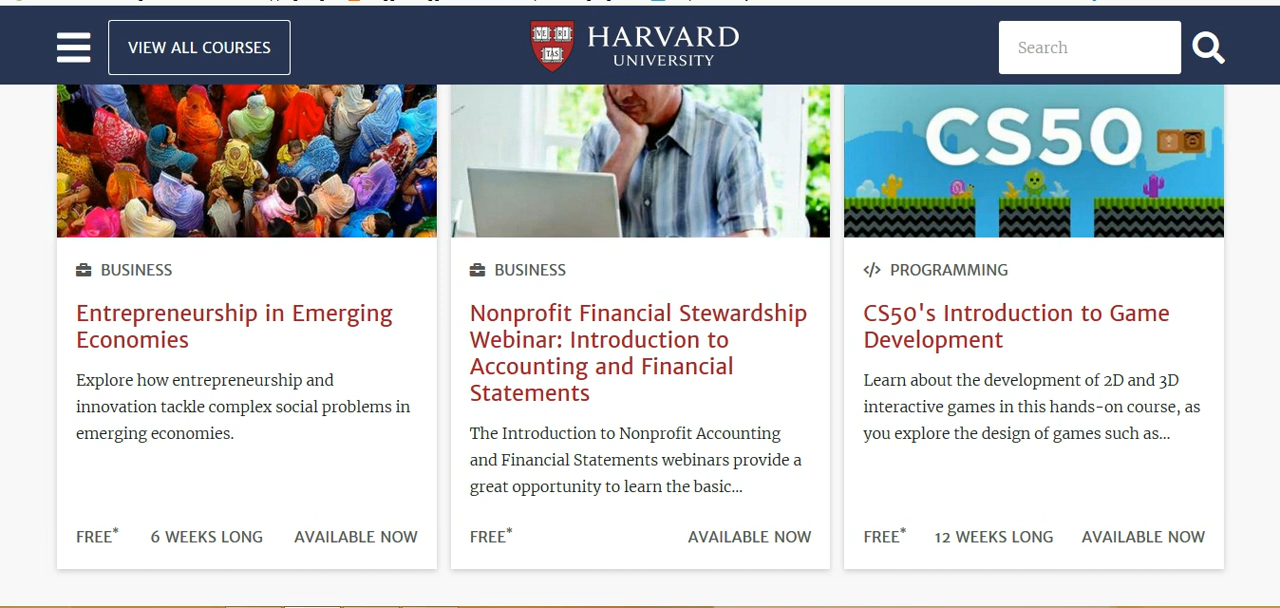 VIEW ALL COURSES
VE RI
TAS
HARVARD
UNIVERSITY
Search
CS50
BUSINESS
Entrepreneurship in Emerging
Economies
Explore how entrepreneurship and
innovation tackle complex social problems in
emerging economies.
FREE* 6 WEEKS LONG AVAILABLE NOW
BUSINESS
Nonprofit Financial Stewardship
Webinar: Introduction to
Accounting and Financial
Statements
The Introduction to Nonprofit Accounting
and Financial Statements webinars provide a
great opportunity to learn the basic...
FREE* AVAILABLE NOW
</> PROGRAMMING
CS50's Introduction to Game
Development
Learn about the development of 2D and 3D
interactive games in this hands-on course, as
you explore the design of games such as...
FREE* 12 WEEKS LONG AVAILABLE NOW